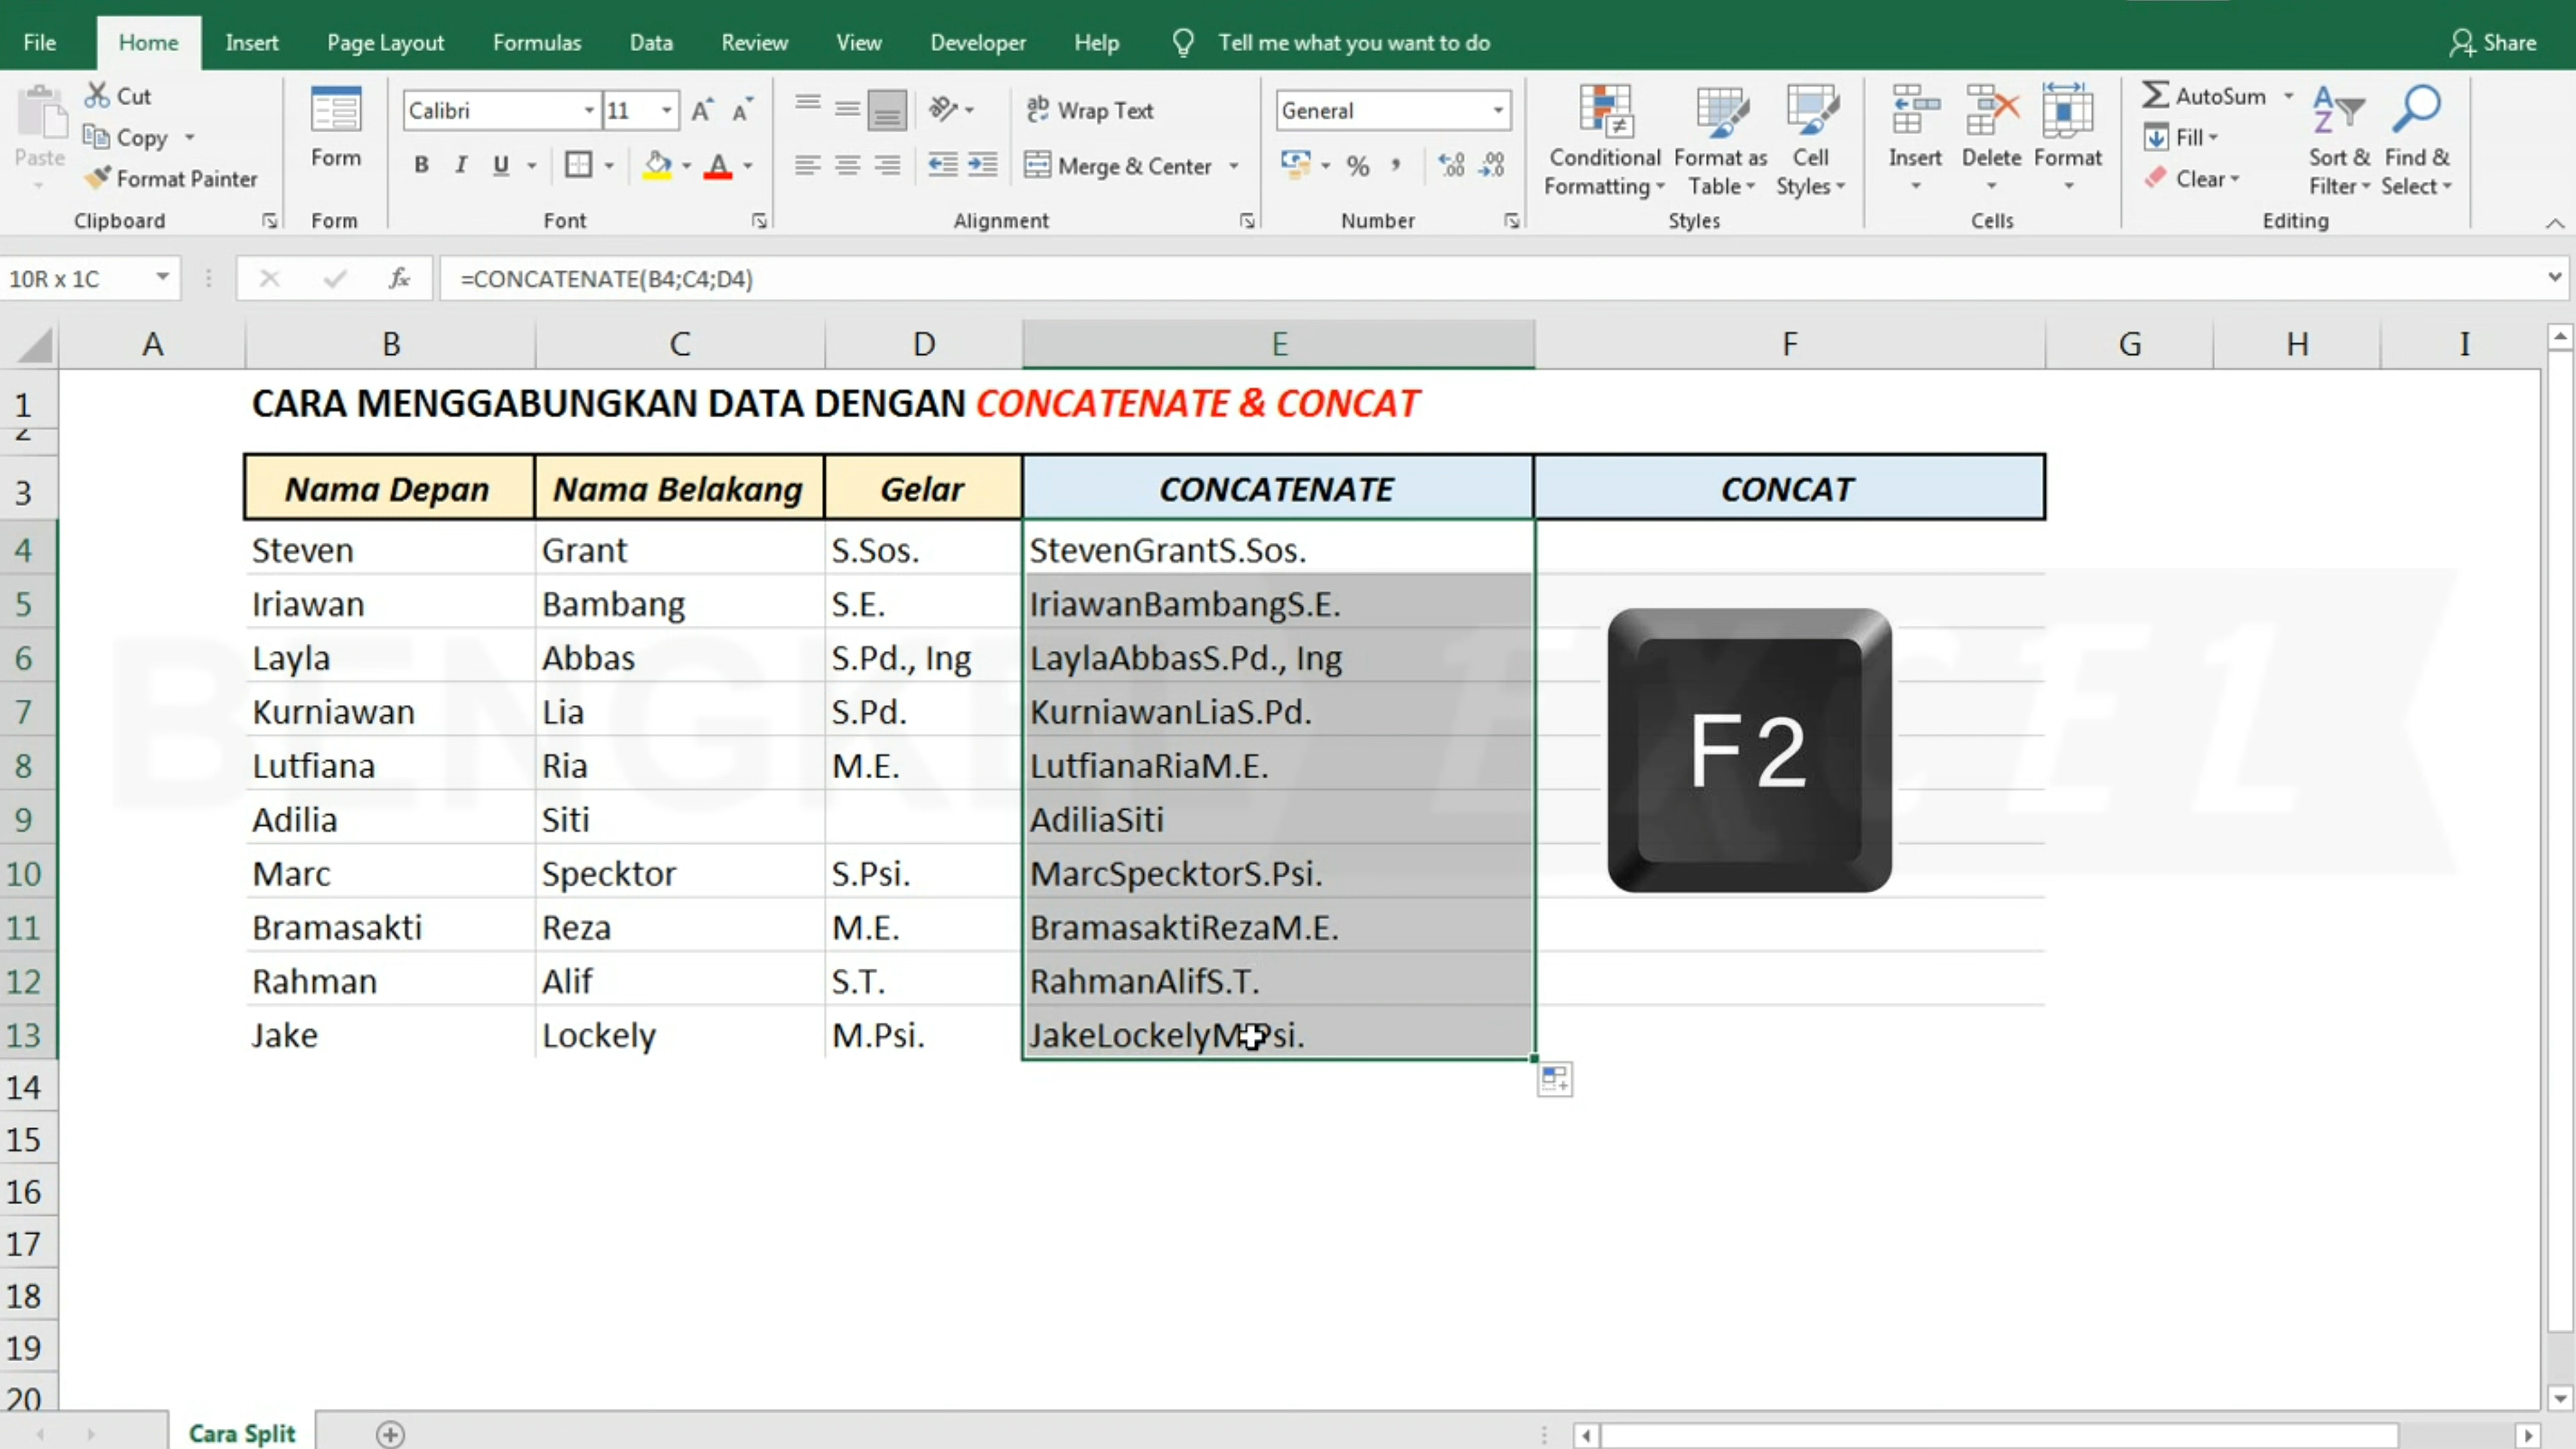 File Home Insert Page Layout Formulas Data Review View Developer Help Tell me what you want to do Share
Paste
Cut
Copy
Format Painter
Clipboard
Form
Form
Calibri 11
B I U
Font
Wrap Text
Merge & Center
Alignment
General
% ,
Number
Conditional Formatting
Format as Table
Cell Styles
Styles
Insert
Delete
Format
Cells
AutoSum
Fill
Clear
Sort & Filter
Find & Select
Editing
10R x 1C fx =CONCATENATE(B4;C4;D4)
A B C D E F G H I
1 CARA MENGGABUNGKAN DATA DENGAN CONCATENATE & CONCAT
2
3 Nama Depan Nama Belakang Gelar CONCATENATE CONCAT
4 Steven Grant S.Sos. StevenGrantS.Sos.
5 Iriawan Bambang S.E. IriawanBambangS.E.
6 Layla Abbas S.Pd., Ing LaylaAbbasS.Pd., Ing
7 Kurniawan Lia S.Pd. KurniawanLiaS.Pd.
8 Lutfiana Ria M.E. LutfianaRiaM.E.
9 Adilia Siti AdiliaSiti
10 Marc Specktor S.Psi. MarcSpecktorS.Psi.
11 Bramasakti Reza M.E. BramasaktiRezaM.E.
12 Rahman Alif S.T. RahmanAlifS.T.
13 Jake Lockely M.Psi. JakeLockelyM.Psi.
14
15
16
17
18
19
20
F2
BENGKEL EXCEL
Cara Split